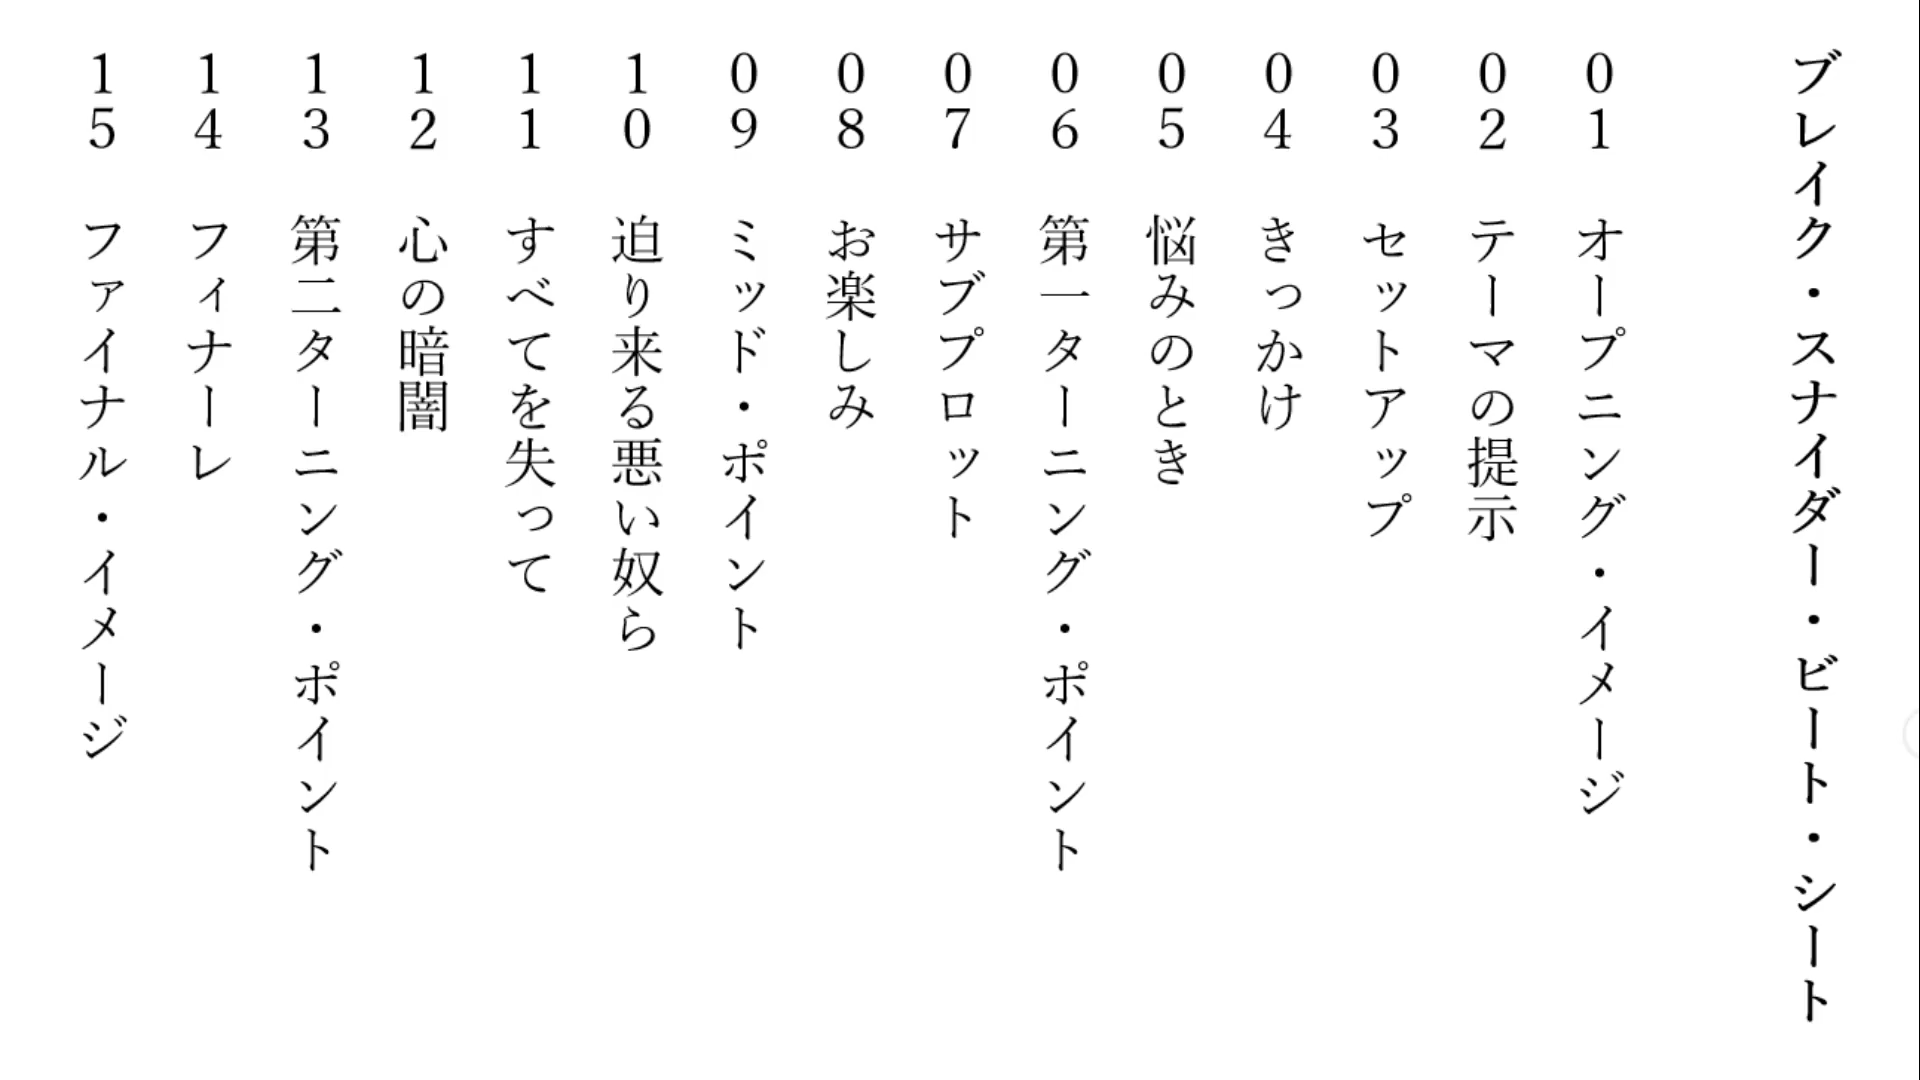 ブレイク・スナイダー・ビート・シート
01 オープニング・イメージ
02 テーマの提示
03 セットアップ
04 きっかけ
05 悩みのとき
06 第一ターニング・ポイント
07 サブプロット
08 お楽しみ
09 ミッド・ポイント
10 迫り来る悪い奴ら
11 すべてを失って
12 心の暗闇
13 第二ターニング・ポイント
14 フィナーレ
15 ファイナル・イメージ